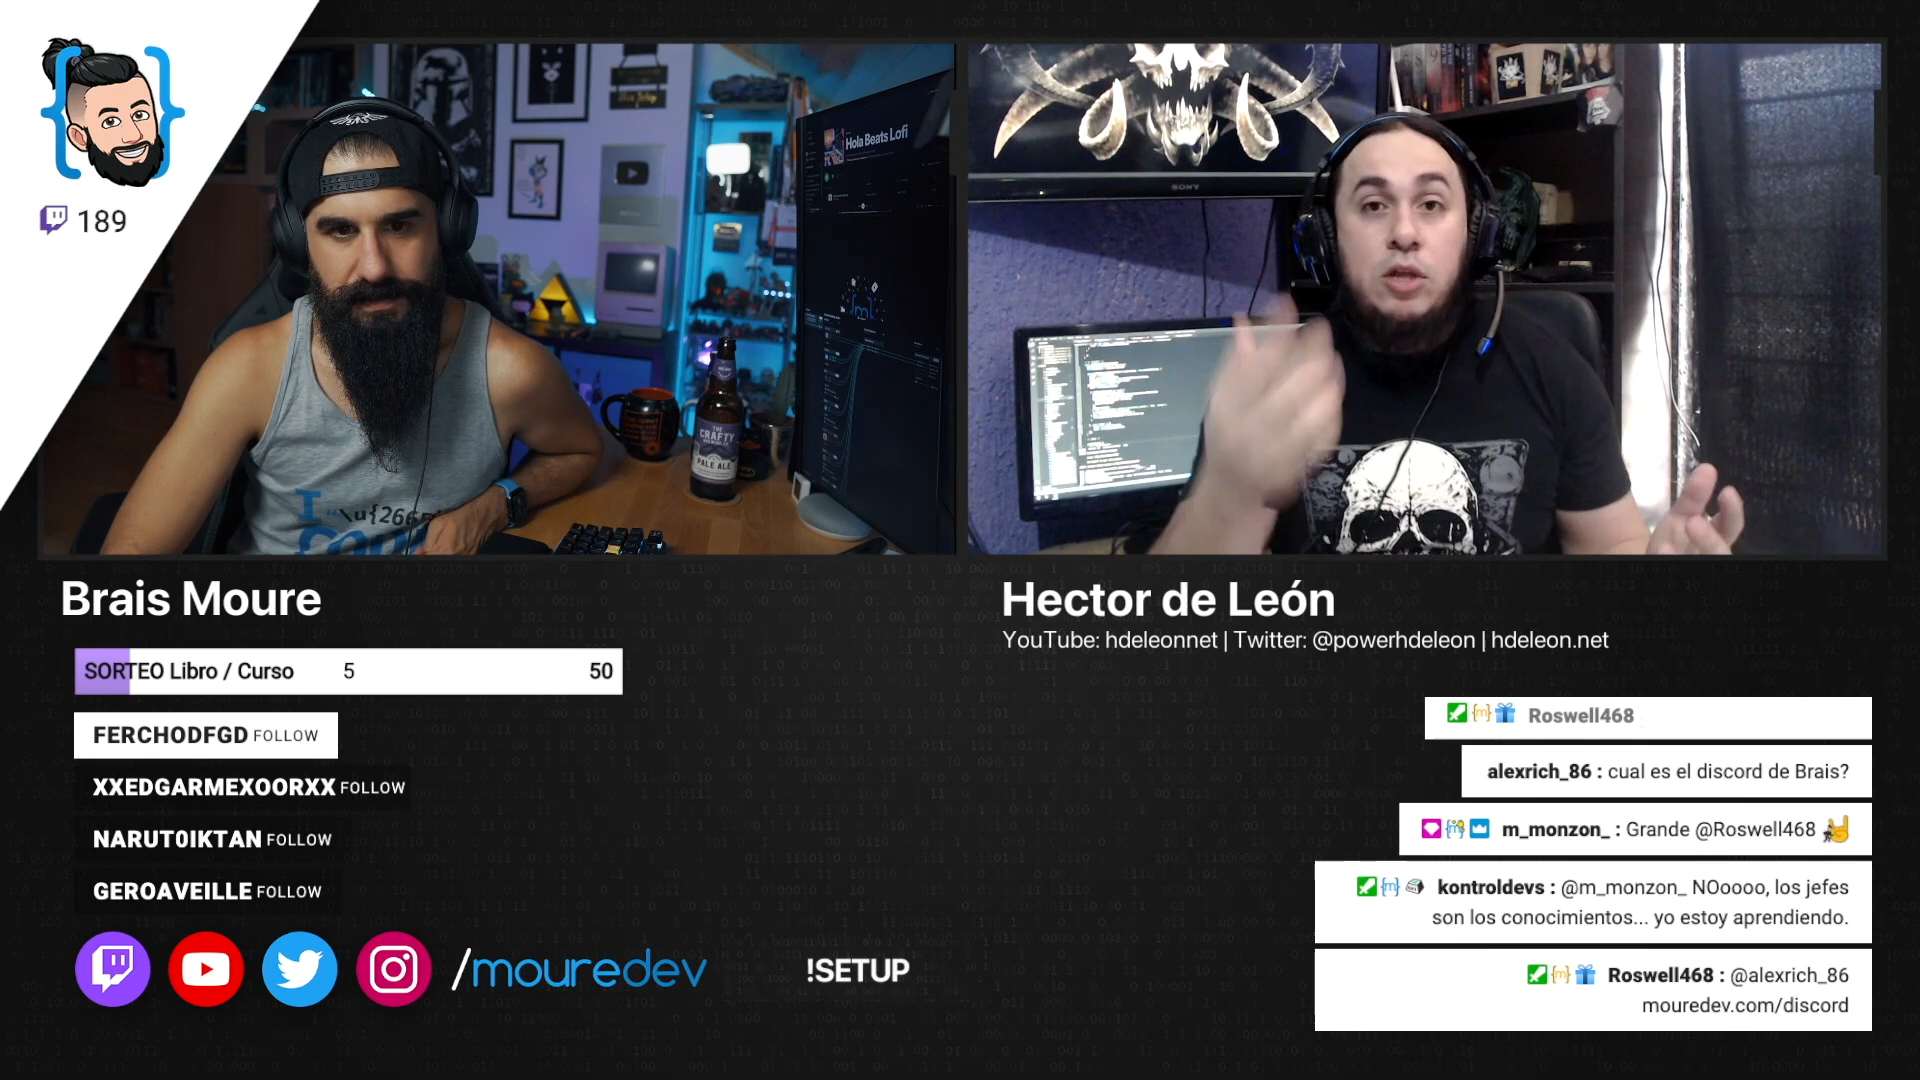 189
Hola Beats Lofi
SONY
THE
CRAFTY
PALE ALE
I
"\u{2665
Brais Moure
Hector de León
YouTube: hdeleonnet | Twitter: @powerhdeleon | hdeleon.net
SORTEO Libro / Curso 5 50
FERCHODFGD FOLLOW
XXEDGARMEXOORXX FOLLOW
NARUT0IKTAN FOLLOW
GEROAVEILLE FOLLOW
/mouredev
!SETUP
Roswell468
alexrich_86 : cual es el discord de Brais?
m_monzon_ : Grande @Roswell468
kontroldevs : @m_monzon_ NOoooo, los jefes
son los conocimientos... yo estoy aprendiendo.
Roswell468 : @alexrich_86
mouredev.com/discord